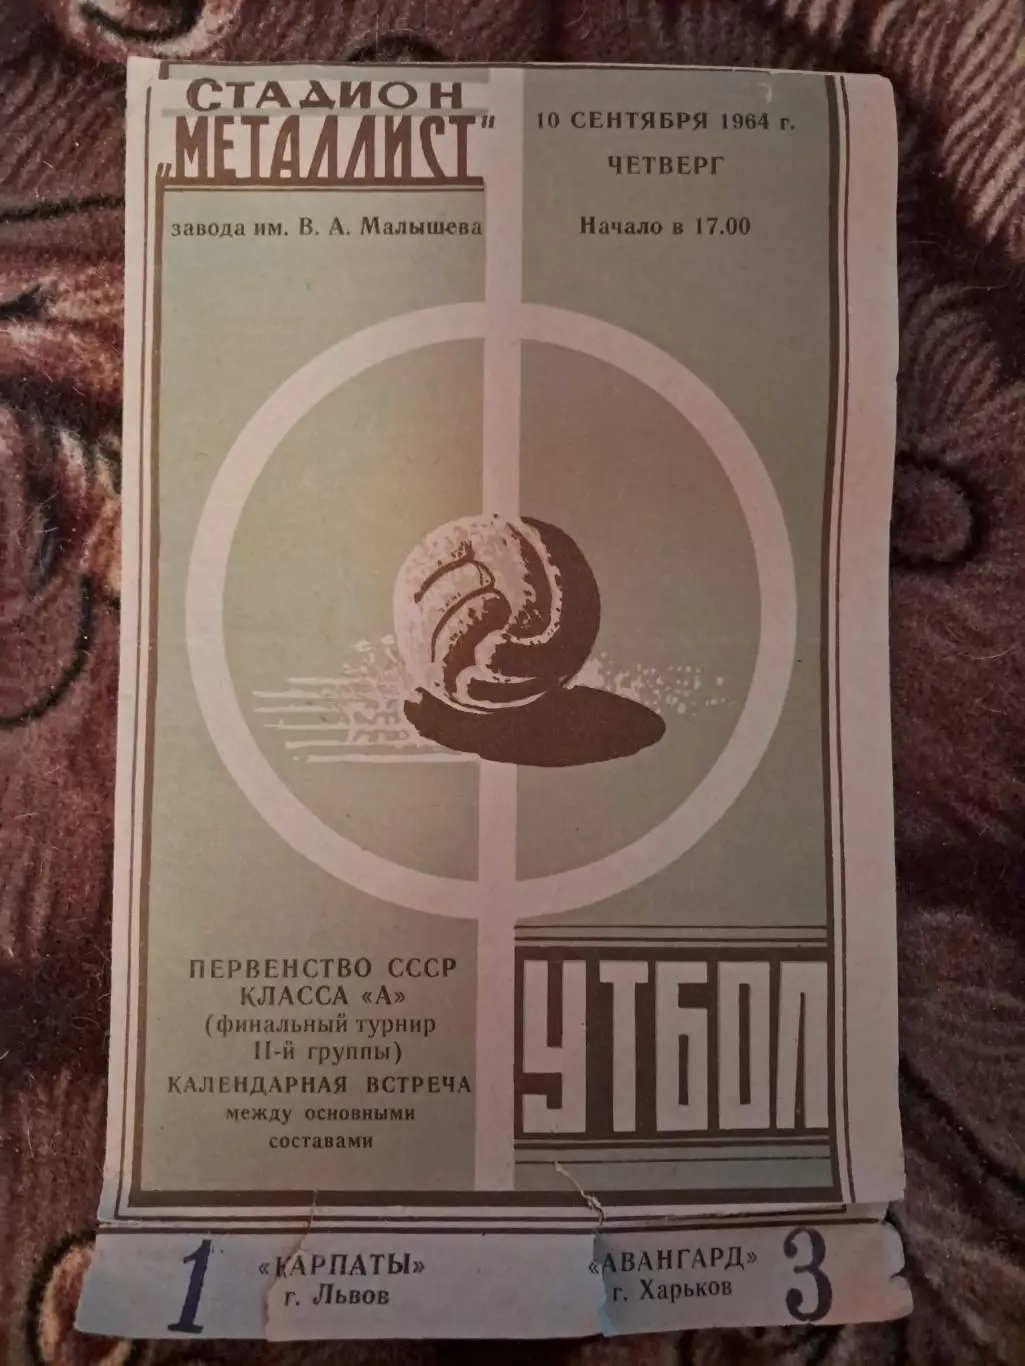 СТАДИОН
„МЕТАЛЛИСТ“
завода им. В. А. Малышева
10 СЕНТЯБРЯ 1964 г.
ЧЕТВЕРГ
Начало в 17.00
ПЕРВЕНСТВО СССР
КЛАССА «А»
(финальный турнир
II-й группы)
КАЛЕНДАРНАЯ ВСТРЕЧА
между основными
составами
УТБОЛ
1 «КАРПАТЫ»
г. Львов
«АВАНГАРД» 3
г. Харьков